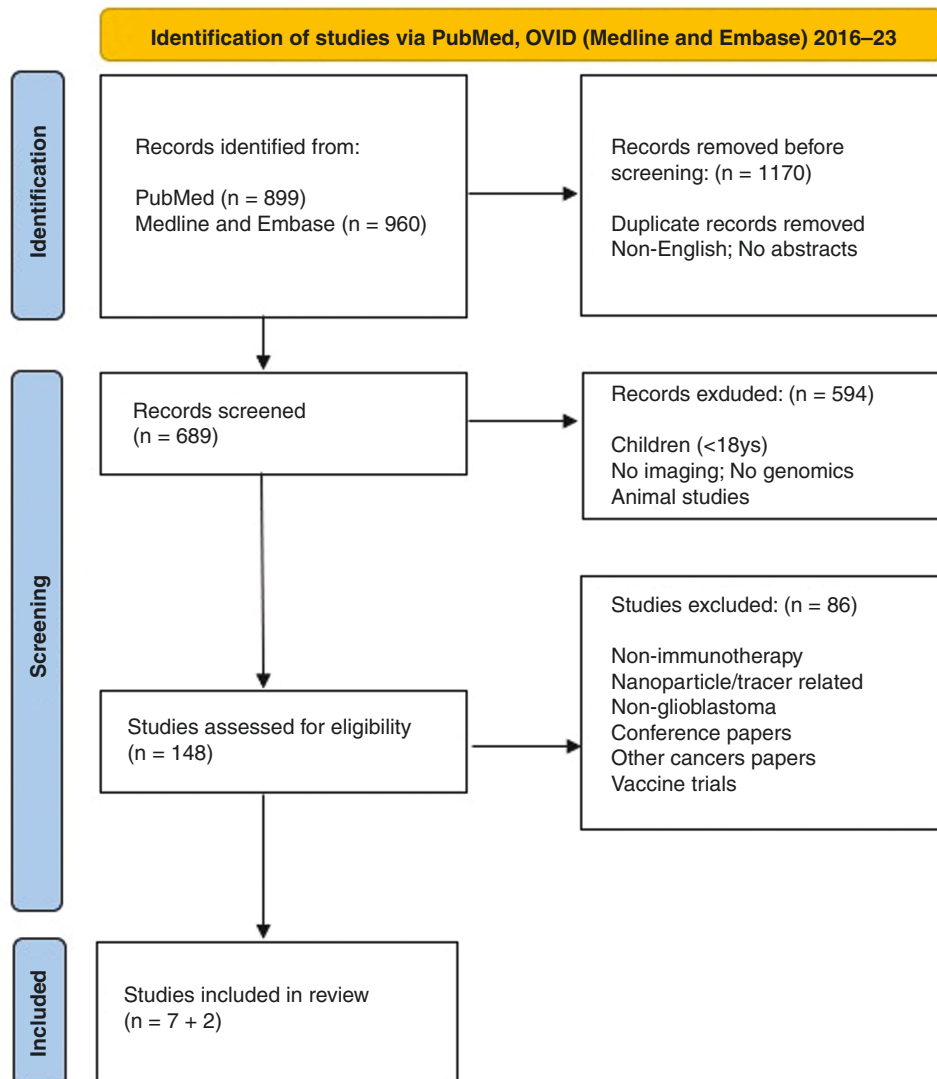 Identification of studies via PubMed, OVID (Medline and Embase) 2016–23
Identification
Records identified from:
PubMed (n = 899)
Medline and Embase (n = 960)
Records removed before
screening: (n = 1170)
Duplicate records removed
Non-English; No abstracts
Screening
Records screened
(n = 689)
Records exduded: (n = 594)
Children (<18ys)
No imaging; No genomics
Animal studies
Studies assessed for eligibility
(n = 148)
Studies excluded: (n = 86)
Non-immunotherapy
Nanoparticle/tracer related
Non-glioblastoma
Conference papers
Other cancers papers
Vaccine trials
Included
Studies included in review
(n = 7 + 2)